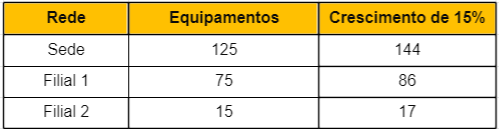 Rede Equipamentos Crescimento de 15%
Sede 125 144
Filial 1 75 86
Filial 2 15 17